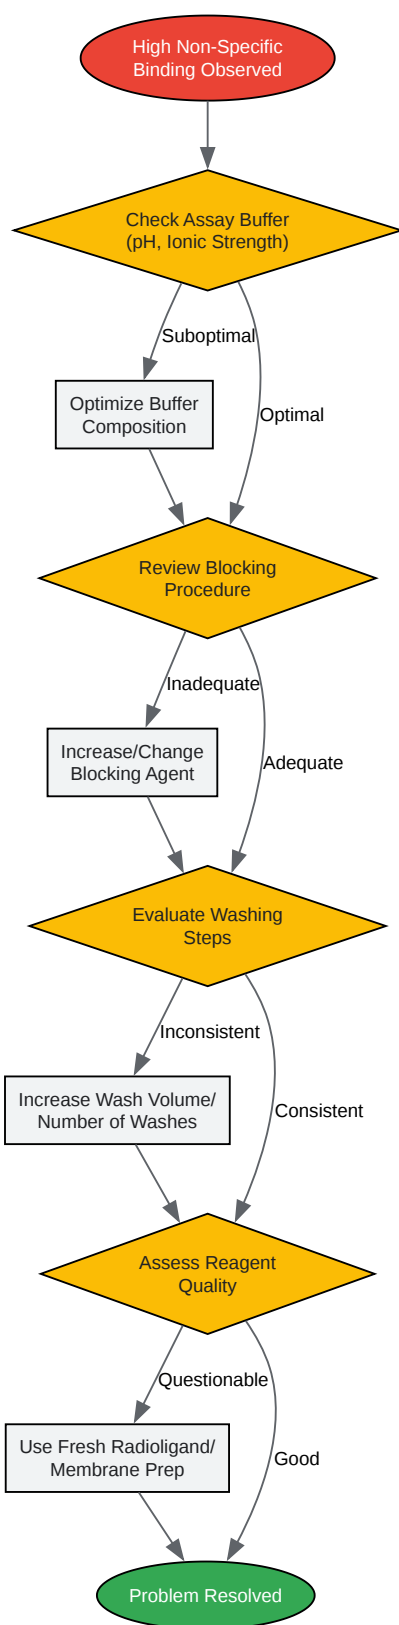 High Non-Specific
Binding Observed
Check Assay Buffer
(pH, Ionic Strength)
Suboptimal
Optimize Buffer
Composition
Optimal
Review Blocking
Procedure
Inadequate
Increase/Change
Blocking Agent
Adequate
Evaluate Washing
Steps
Inconsistent
Increase Wash Volume/
Number of Washes
Consistent
Assess Reagent
Quality
Questionable
Use Fresh Radioligand/
Membrane Prep
Good
Problem Resolved